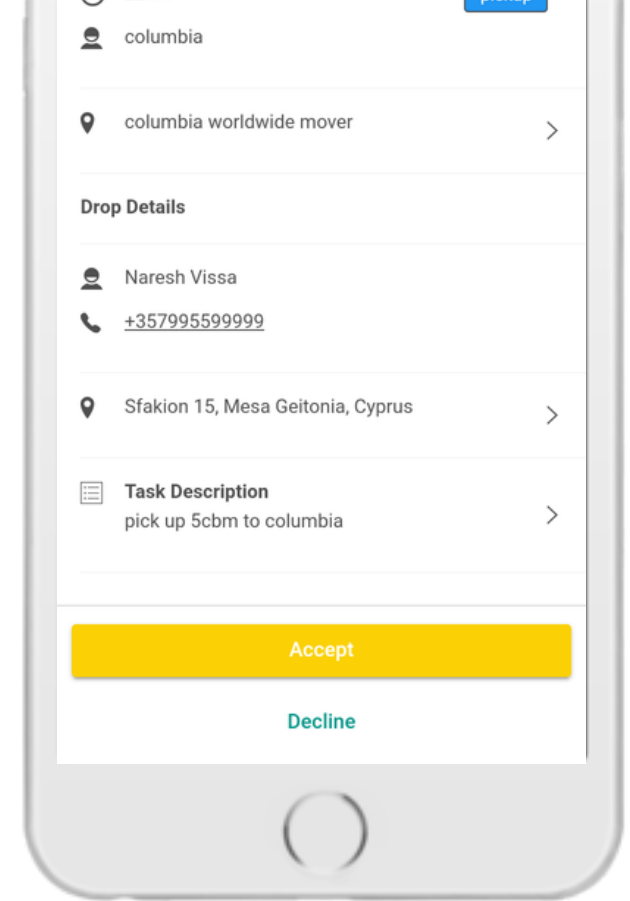 pickup
columbia
columbia worldwide mover
Drop Details
Naresh Vissa
+357995599999
Sfakion 15, Mesa Geitonia, Cyprus
Task Description
pick up 5cbm to columbia
Accept
Decline